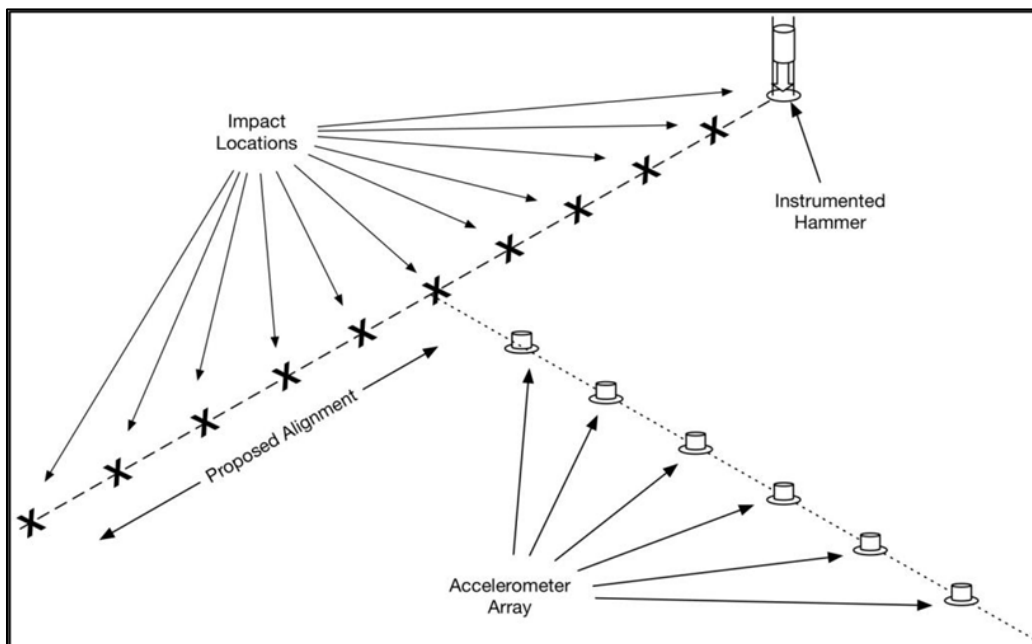 Impact
Locations
Instrumented
Hammer
Proposed Alignment
Accelerometer
Array